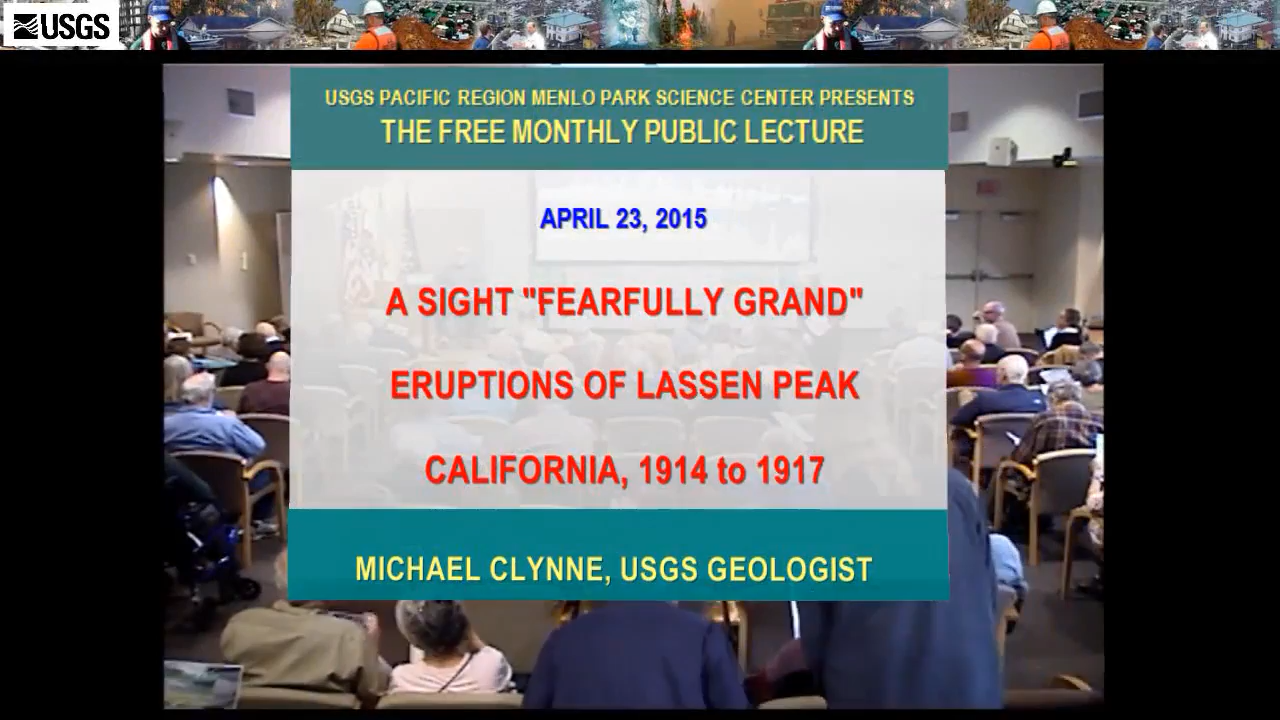 USGS
USGS PACIFIC REGION MENLO PARK SCIENCE CENTER PRESENTS
THE FREE MONTHLY PUBLIC LECTURE
APRIL 23, 2015
A SIGHT "FEARFULLY GRAND"
ERUPTIONS OF LASSEN PEAK
CALIFORNIA, 1914 to 1917
MICHAEL CLYNNE, USGS GEOLOGIST